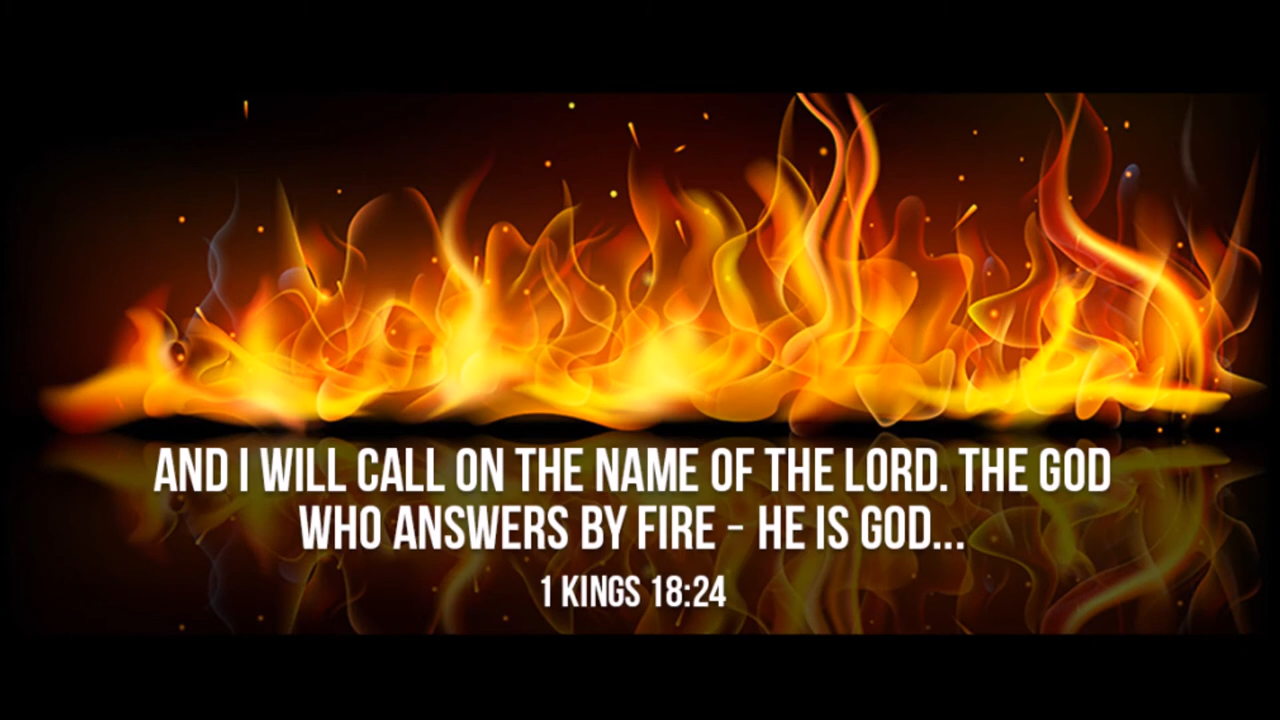 AND I WILL CALL ON THE NAME OF THE LORD. THE GOD
WHO ANSWERS BY FIRE - HE IS GOD...
1 KINGS 18:24